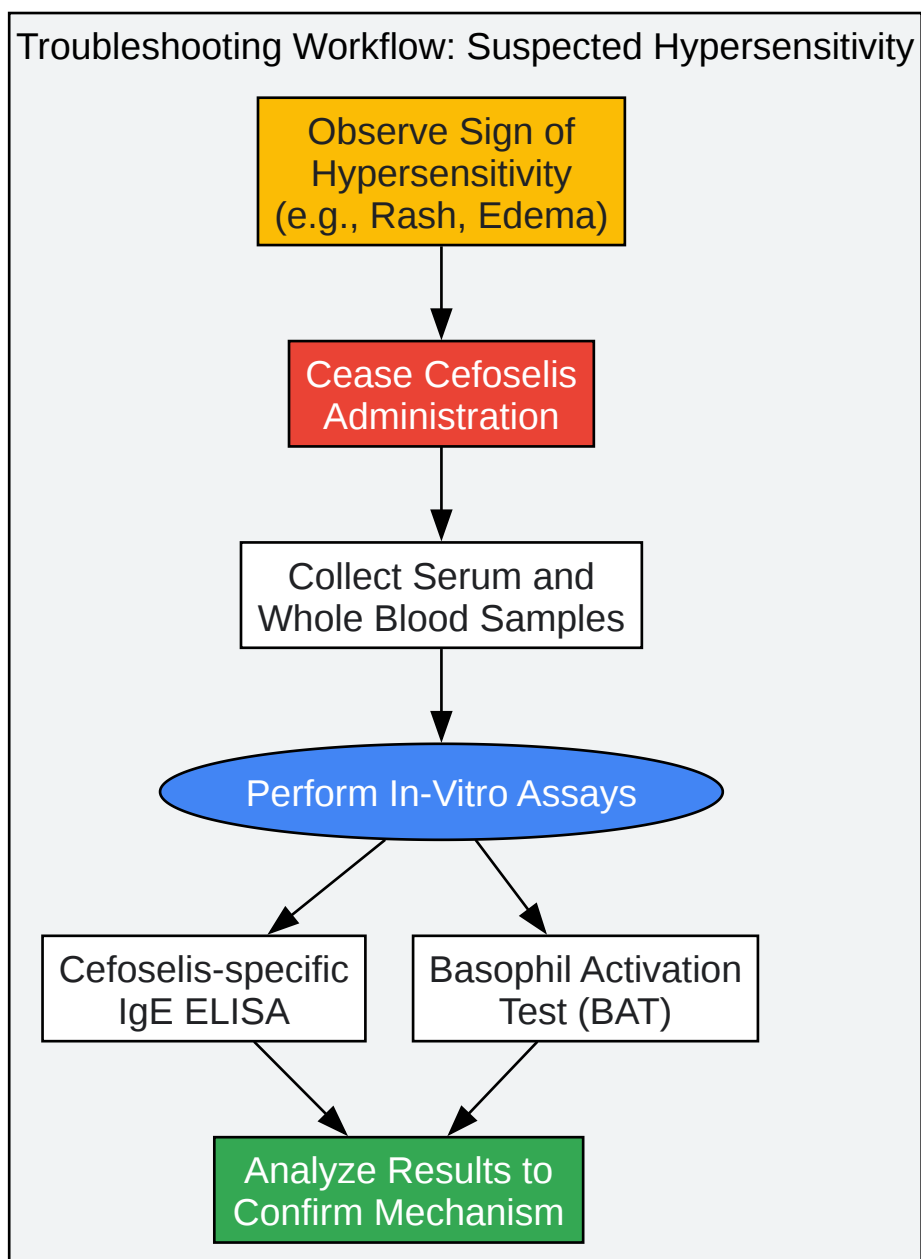 Troubleshooting Workflow: Suspected Hypersensitivity
Observe Sign of
Hypersensitivity
(e.g., Rash, Edema)
Cease Cefoselis
Administration
Collect Serum and
Whole Blood Samples
Perform In-Vitro Assays
Cefoselis-specific
IgE ELISA
Basophil Activation
Test (BAT)
Analyze Results to
Confirm Mechanism